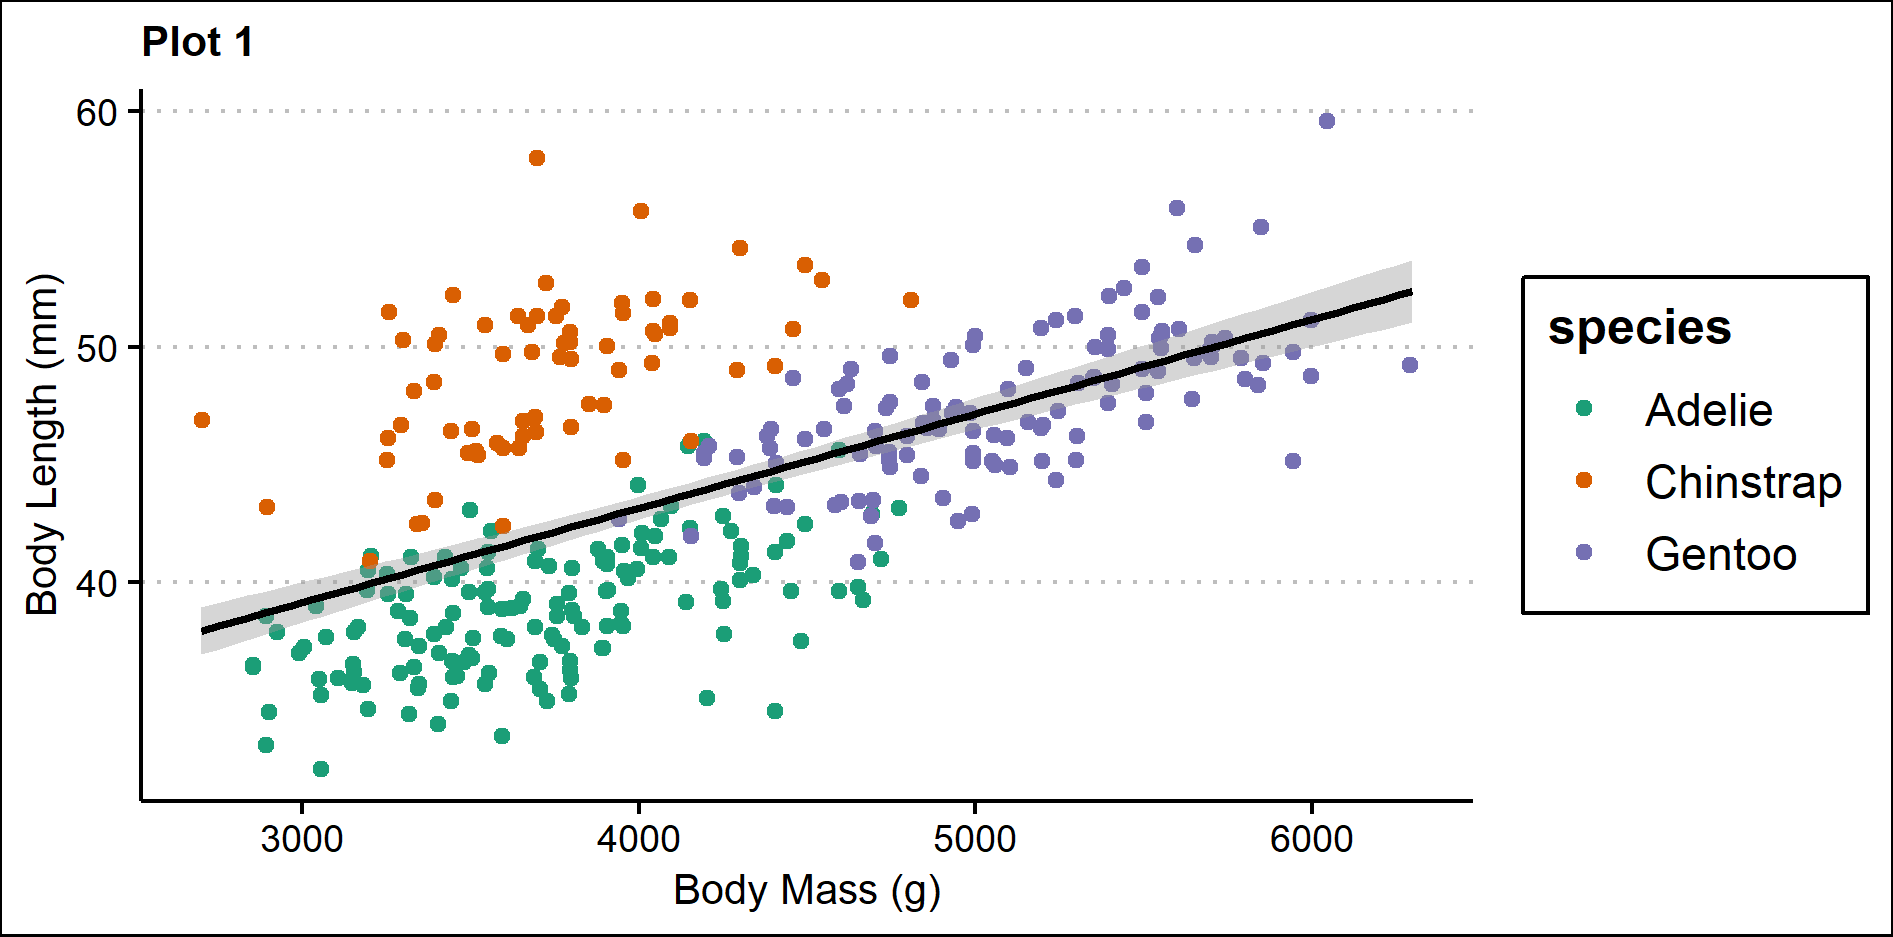 Plot 1
60
50
40
Body Length (mm)
3000 4000 5000 6000
Body Mass (g)
species
Adelie
Chinstrap
Gentoo